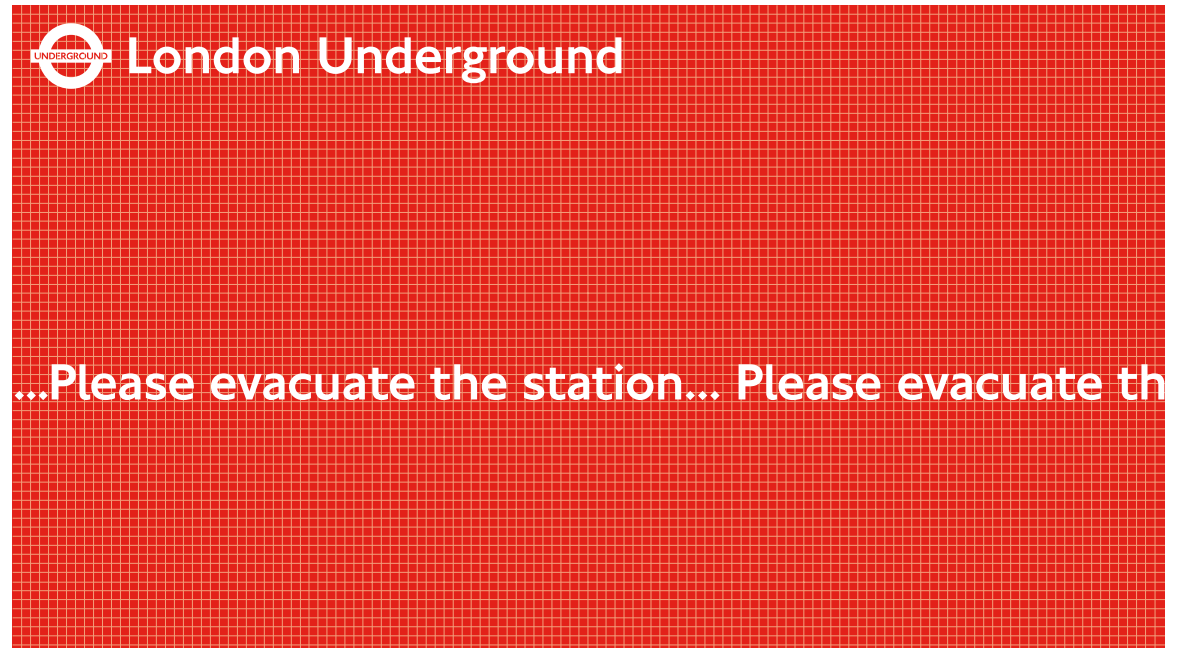 UNDERGROUND
London Underground
...Please evacuate the station... Please evacuate th